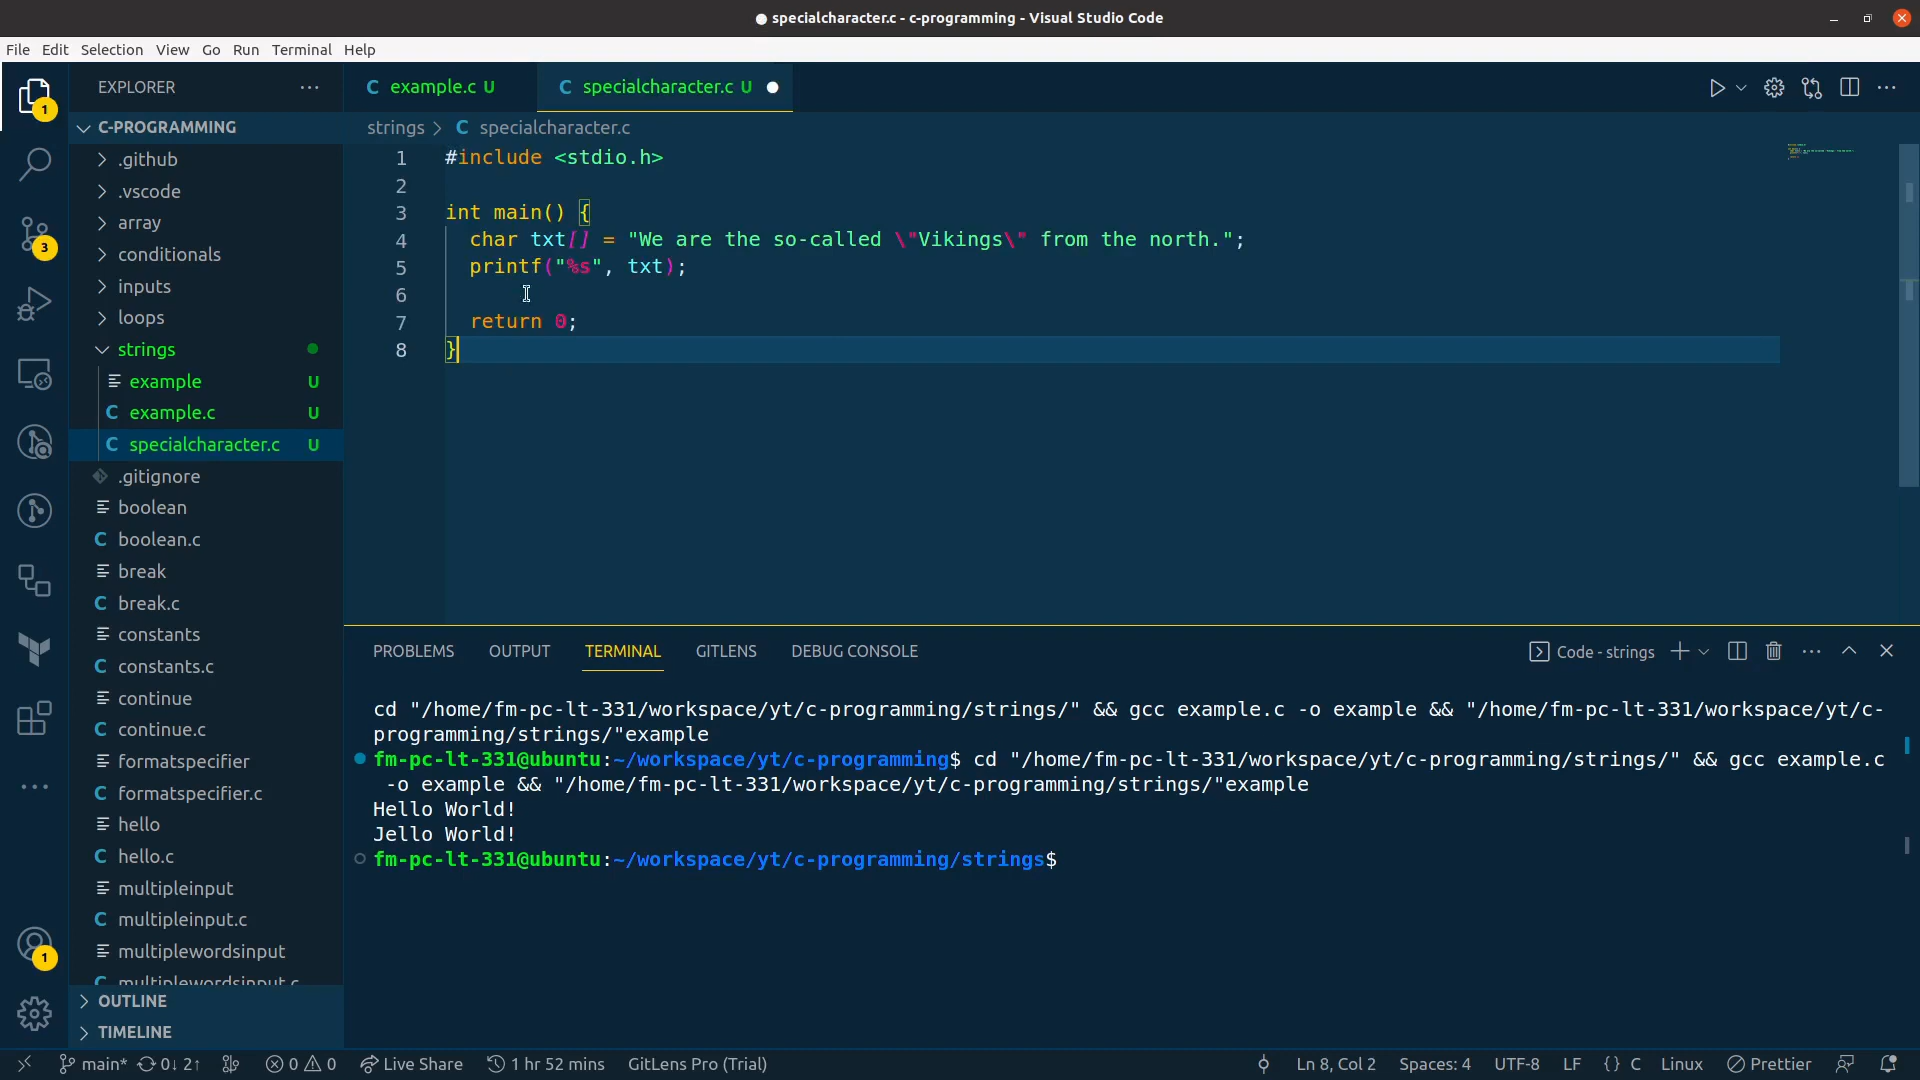 specialcharacter.c - c-programming - Visual Studio Code
File Edit Selection View Go Run Terminal Help
1
EXPLORER
C-PROGRAMMING
.github
.vscode
array
3
conditionals
inputs
loops
strings
example U
example.c U
specialcharacter.c U
.gitignore
boolean
boolean.c
break
break.c
constants
constants.c
continue
continue.c
formatspecifier
formatspecifier.c
hello
hello.c
multipleinput
multipleinput.c
multiplewordsinput
multiplewordsinput.c
1
OUTLINE
TIMELINE
example.c U
specialcharacter.c U
strings > C specialcharacter.c
1 #include <stdio.h>
2
3 int main() {
4 char txt[] = "We are the so-called \"Vikings\" from the north.";
5 printf("%s", txt);
6
7 return 0;
8 }
PROBLEMS OUTPUT TERMINAL GITLENS DEBUG CONSOLE
Code - strings
cd "/home/fm-pc-lt-331/workspace/yt/c-programming/strings/" && gcc example.c -o example && "/home/fm-pc-lt-331/workspace/yt/c-
programming/strings/"example
fm-pc-lt-331@ubuntu:~/workspace/yt/c-programming$ cd "/home/fm-pc-lt-331/workspace/yt/c-programming/strings/" && gcc example.c
-o example && "/home/fm-pc-lt-331/workspace/yt/c-programming/strings/"example
Hello World!
Jello World!
fm-pc-lt-331@ubuntu:~/workspace/yt/c-programming/strings$
main* 0↓ 2↑ 0 0 Live Share 1 hr 52 mins GitLens Pro (Trial) Ln 8, Col 2 Spaces: 4 UTF-8 LF {} C Linux Prettier